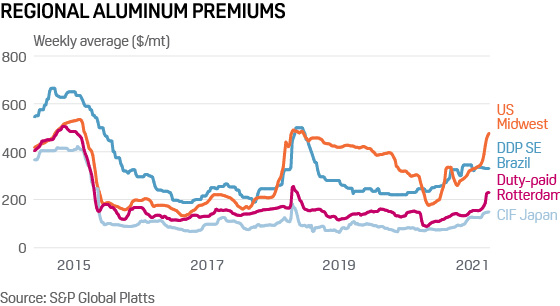 REGIONAL ALUMINUM PREMIUMS
Weekly average ($/mt)
800
600
400
200
0
US
Midwest
DDP SE
Brazil
Duty-paid
Rotterdam
CIF Japan
2015
2017
2019
2021
Source: S&P Global Platts